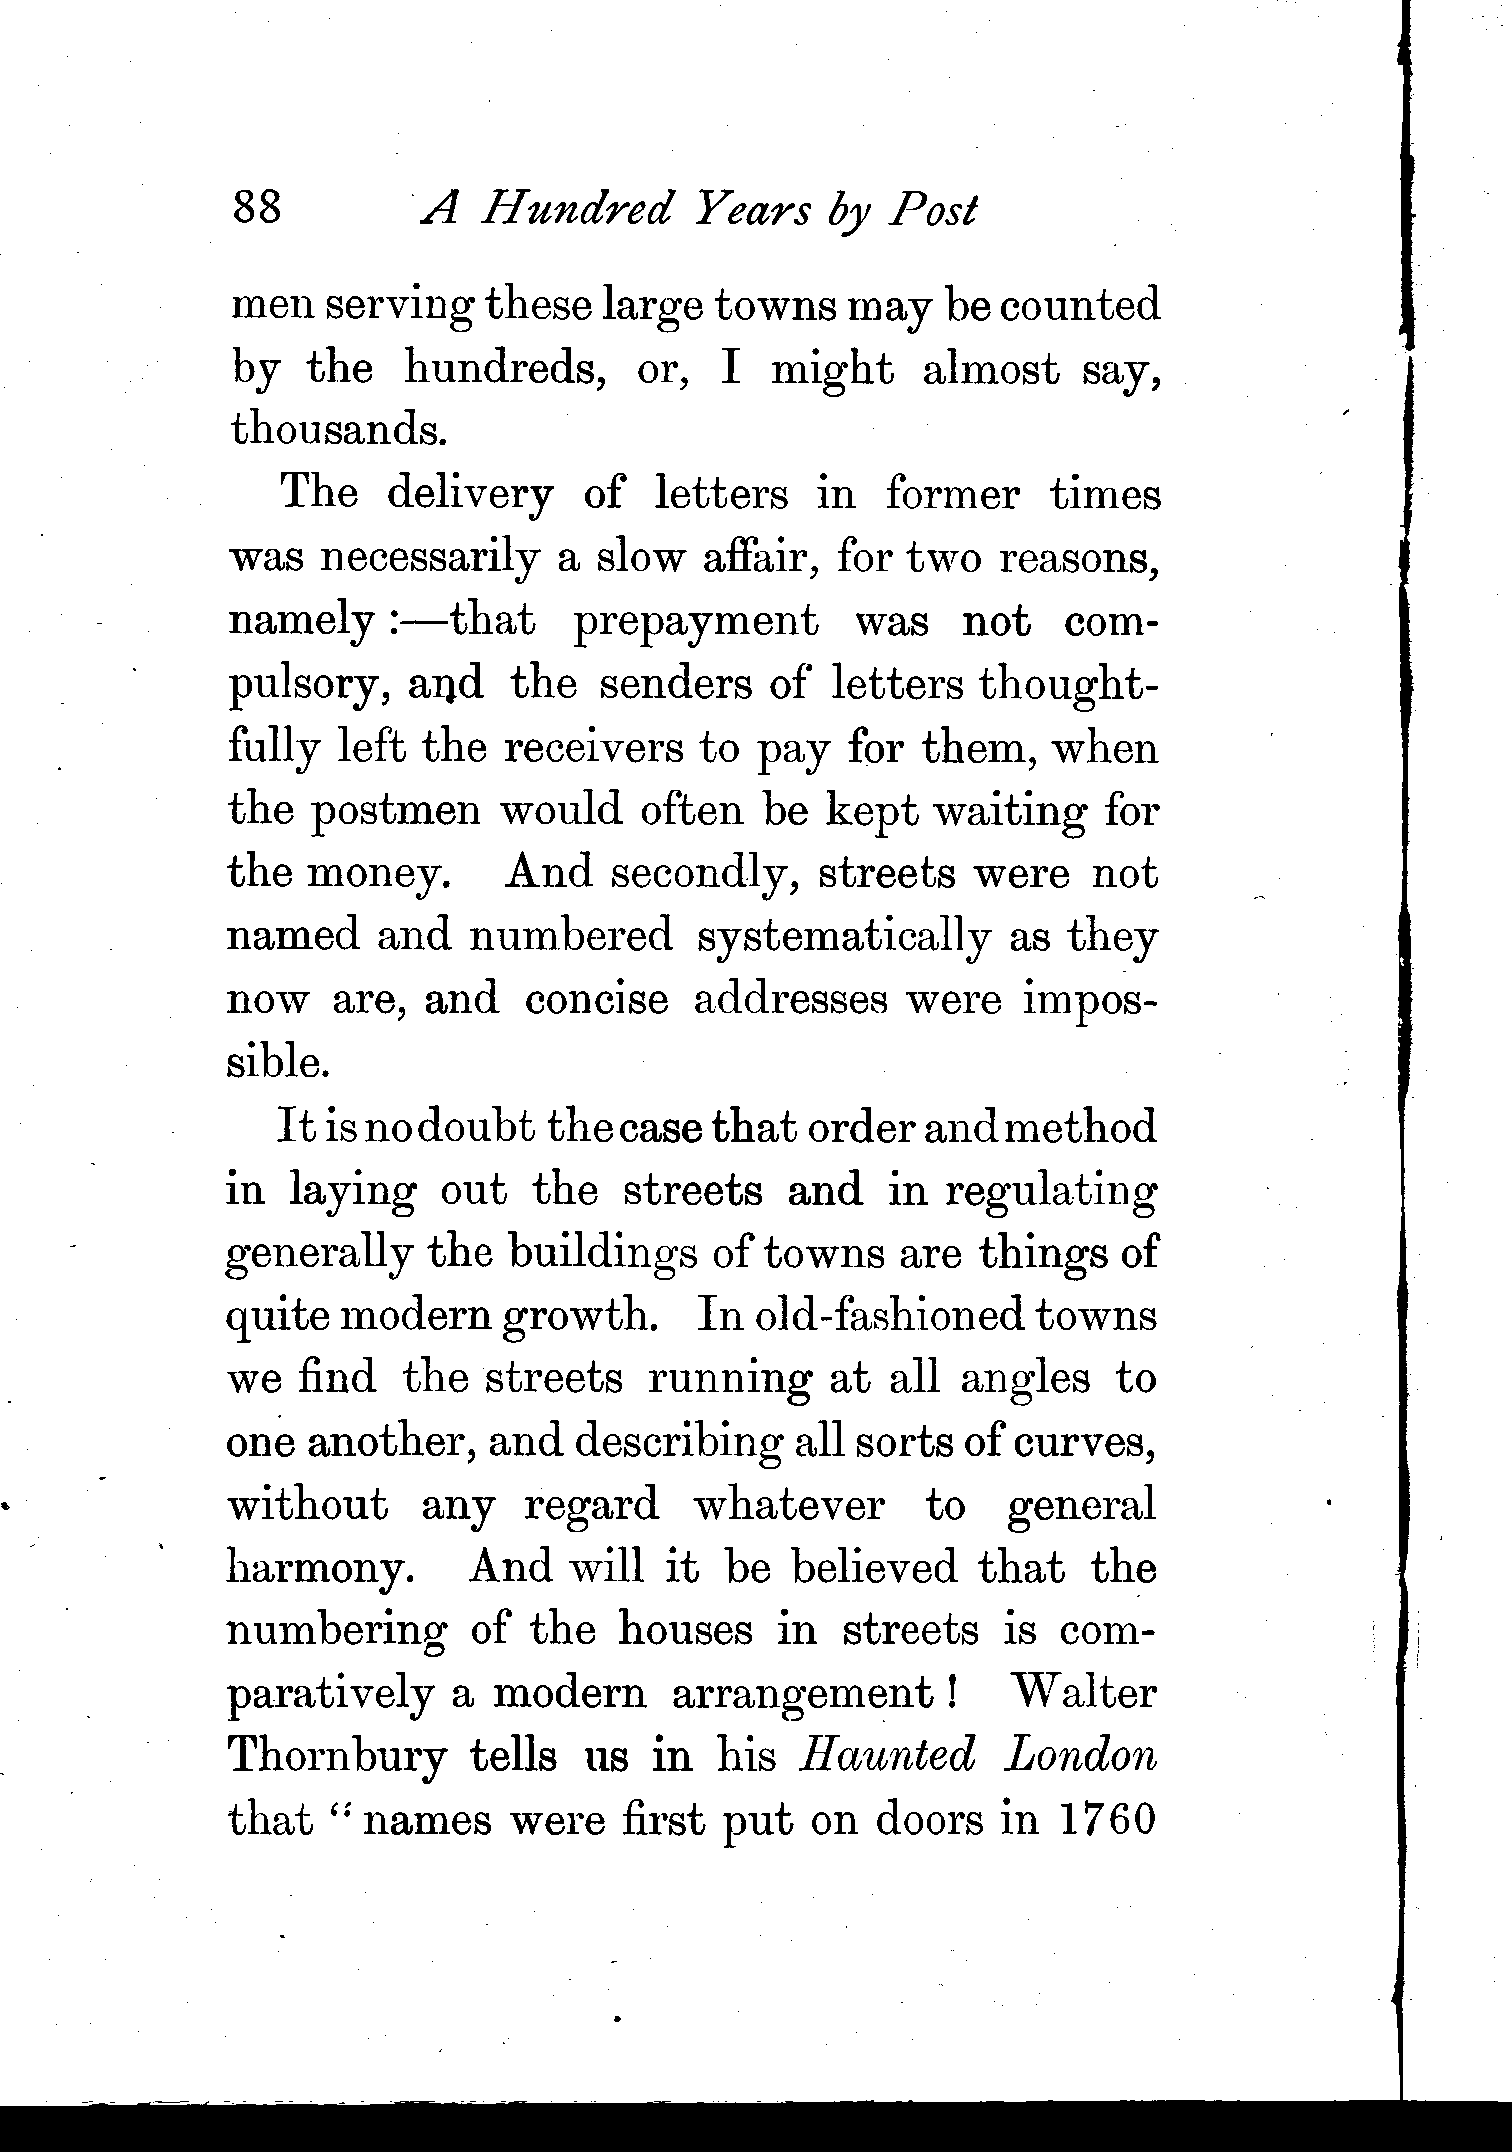 88 A Hundred Years by Post
men serving these large towns may be counted
by the hundreds, or, I might almost say,
thousands.
The delivery of letters in former times
was necessarily a slow affair, for two reasons,
namely :—that prepayment was not com-
pulsory, and the senders of letters thought-
fully left the receivers to pay for them, when
the postmen would often be kept waiting for
the money. And secondly, streets were not
named and numbered systematically as they
now are, and concise addresses were impos-
sible.
It is no doubt the case that order and method
in laying out the streets and in regulating
generally the buildings of towns are things of
quite modern growth. In old-fashioned towns
we find the streets running at all angles to
one another, and describing all sorts of curves,
without any regard whatever to general
harmony. And will it be believed that the
numbering of the houses in streets is com-
paratively a modern arrangement ! Walter
Thornbury tells us in his Haunted London
that “ names were first put on doors in 1760